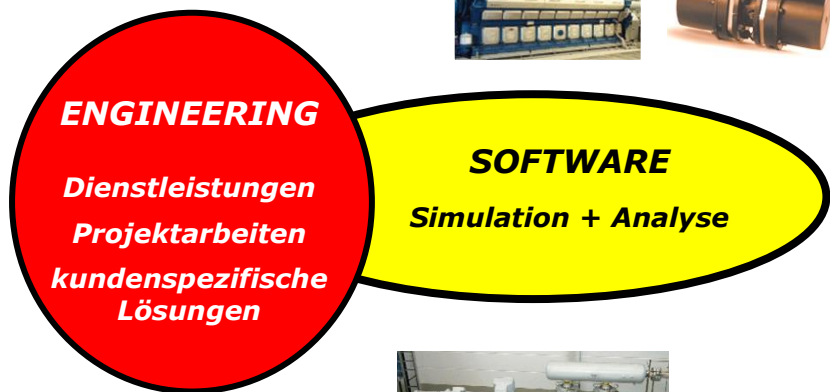 ENGINEERING
Dienstleistungen
Projektarbeiten
kundenspezifische
Lösungen
SOFTWARE
Simulation + Analyse